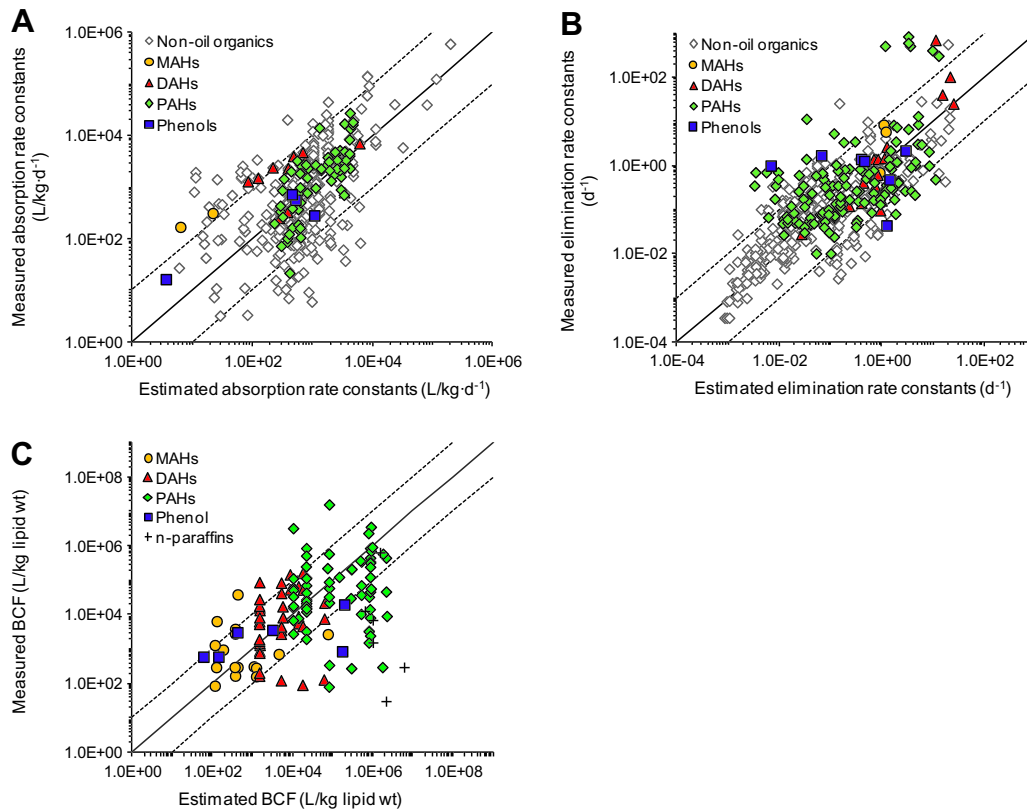 A
1.0E+06
1.0E+04
1.0E+02
1.0E+00
Measured absorption rate constants
(L/kg·d⁻¹)
Non-oil organics
MAHs
DAHs
PAHs
Phenols
1.0E+00 1.0E+02 1.0E+04 1.0E+06
Estimated absorption rate constants (L/kg·d⁻¹)
B
1.0E+02
1.0E+00
1.0E-02
1.0E-04
Measured elimination rate constants
(d⁻¹)
Non-oil organics
MAHs
DAHs
PAHs
Phenols
1.0E-04 1.0E-02 1.0E+00 1.0E+02
Estimated elimination rate constants (d⁻¹)
C
1.0E+08
1.0E+06
1.0E+04
1.0E+02
1.0E+00
Measured BCF (L/kg lipid wt)
MAHs
DAHs
PAHs
Phenol
n-paraffins
1.0E+00 1.0E+02 1.0E+04 1.0E+06 1.0E+08
Estimated BCF (L/kg lipid wt)